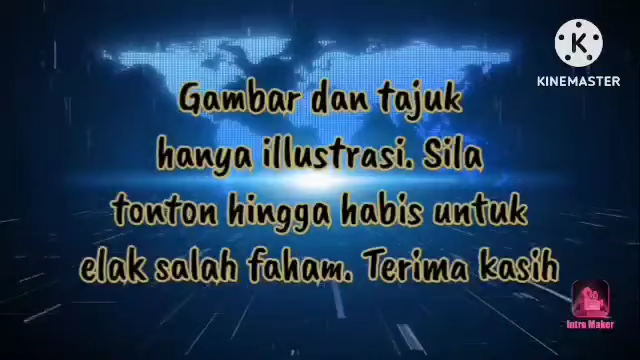 KINEMASTER
Gambar dan tajuk
hanya illustrasi. Sila
tonton hingga habis untuk
elak salah faham. Terima kasih
Intro Maker